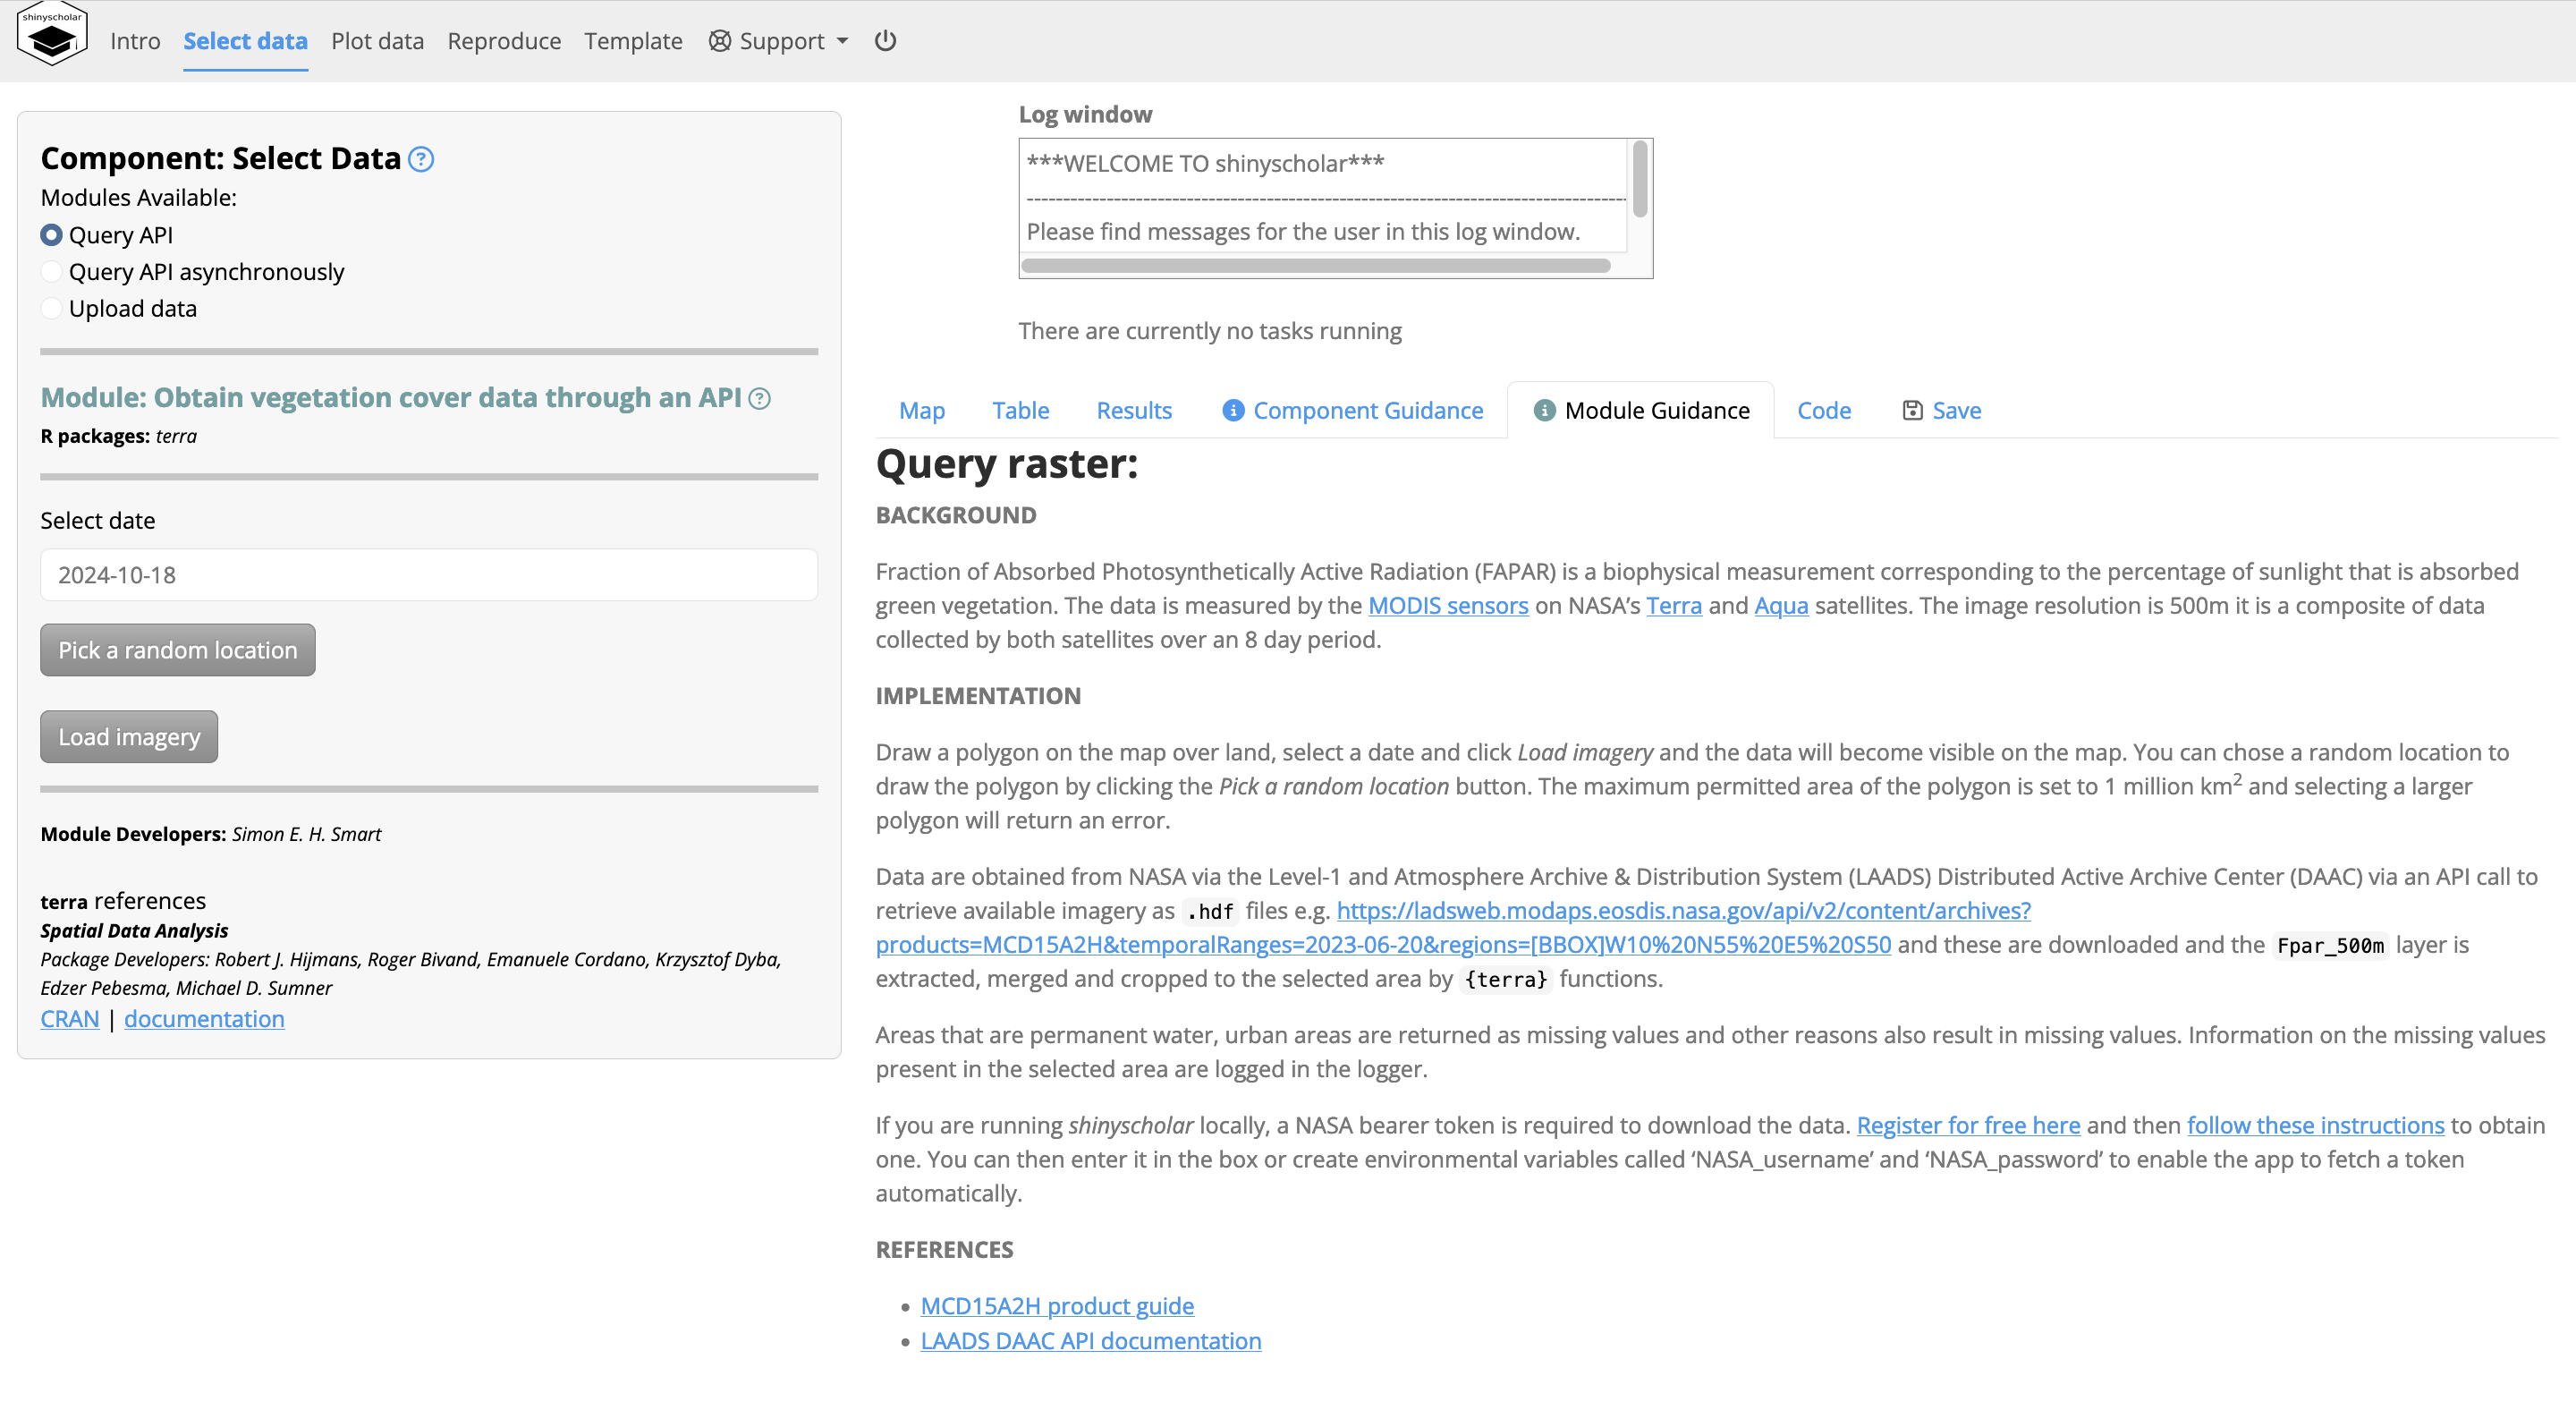 shinyscholar
Intro Select data Plot data Reproduce Template Support
Component: Select Data ?
Modules Available:
Query API
Query API asynchronously
Upload data
Module: Obtain vegetation cover data through an API ?
R packages: terra
Select date
2024-10-18
Pick a random location
Load imagery
Module Developers: Simon E. H. Smart
terra references
Spatial Data Analysis
Package Developers: Robert J. Hijmans, Roger Bivand, Emanuele Cordano, Krzysztof Dyba,
Edzer Pebesma, Michael D. Sumner
CRAN | documentation
Log window
***WELCOME TO shinyscholar***
-----------------------------------------------------------------------------------------
Please find messages for the user in this log window.
There are currently no tasks running
Map Table Results i Component Guidance i Module Guidance Code Save
Query raster:
BACKGROUND
Fraction of Absorbed Photosynthetically Active Radiation (FAPAR) is a biophysical measurement corresponding to the percentage of sunlight that is absorbed
green vegetation. The data is measured by the MODIS sensors on NASA’s Terra and Aqua satellites. The image resolution is 500m it is a composite of data
collected by both satellites over an 8 day period.
IMPLEMENTATION
Draw a polygon on the map over land, select a date and click Load imagery and the data will become visible on the map. You can chose a random location to
draw the polygon by clicking the Pick a random location button. The maximum permitted area of the polygon is set to 1 million km2 and selecting a larger
polygon will return an error.
Data are obtained from NASA via the Level-1 and Atmosphere Archive & Distribution System (LAADS) Distributed Active Archive Center (DAAC) via an API call to
retrieve available imagery as .hdf files e.g. https://ladsweb.modaps.eosdis.nasa.gov/api/v2/content/archives?
products=MCD15A2H&temporalRanges=2023-06-20&regions=[BBOX]W10%20N55%20E5%20S50 and these are downloaded and the Fpar_500m layer is
extracted, merged and cropped to the selected area by {terra} functions.
Areas that are permanent water, urban areas are returned as missing values and other reasons also result in missing values. Information on the missing values
present in the selected area are logged in the logger.
If you are running shinyscholar locally, a NASA bearer token is required to download the data. Register for free here and then follow these instructions to obtain
one. You can then enter it in the box or create environmental variables called ‘NASA_username’ and ‘NASA_password’ to enable the app to fetch a token
automatically.
REFERENCES
• MCD15A2H product guide
• LAADS DAAC API documentation